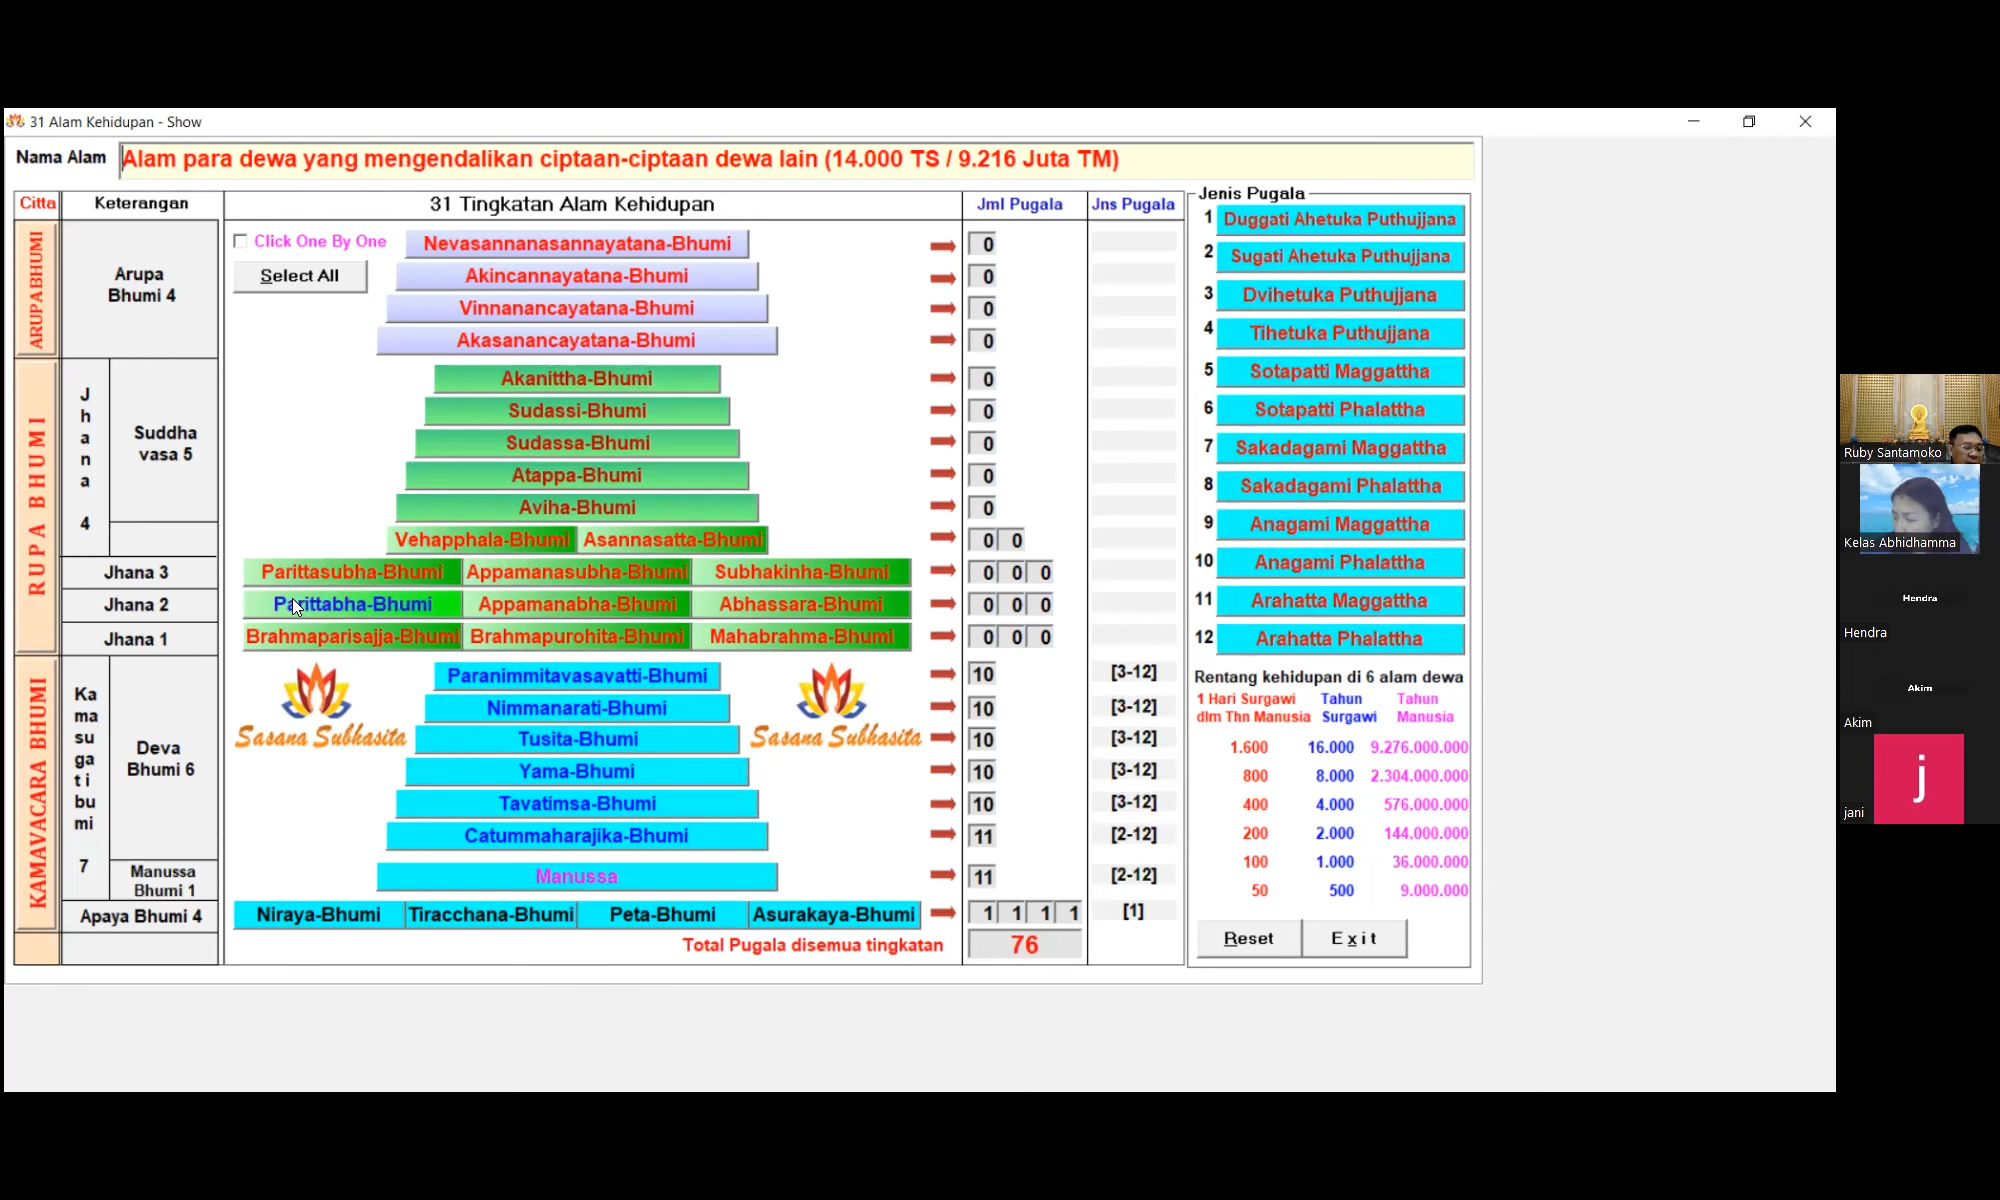 31 Alam Kehidupan - Show
Nama Alam
Alam para dewa yang mengendalikan ciptaan-ciptaan dewa lain (14.000 TS / 9.216 Juta TM)
Citta Keterangan 31 Tingkatan Alam Kehidupan Jml Pugala Jns Pugala
ARUPABHUMI
Arupa
Bhumi 4
Click One By One
Select All
Nevasannanasannayatana-Bhumi 0
Akincannayatana-Bhumi 0
Vinnanancayatana-Bhumi 0
Akasanancayatana-Bhumi 0
RUPA BHUMI
Jhana 4
Suddha
vasa 5
Akanittha-Bhumi 0
Sudassi-Bhumi 0
Sudassa-Bhumi 0
Atappa-Bhumi 0
Aviha-Bhumi 0
Vehapphala-Bhumi Asannasatta-Bhumi 0 0
Jhana 3 Parittasubha-Bhumi Appamanasubha-Bhumi Subhakinha-Bhumi 0 0 0
Jhana 2 Parittabha-Bhumi Appamanabha-Bhumi Abhassara-Bhumi 0 0 0
Jhana 1 Brahmaparisajja-Bhumi Brahmapurohita-Bhumi Mahabrahma-Bhumi 0 0 0
KAMAVACARA BHUMI
Ka
ma
su
ga
t i
bu
mi
7
Deva
Bhumi 6
Sasana Subhasita
Sasana Subhasita
Paranimmitavasavatti-Bhumi 10 [3-12]
Nimmanarati-Bhumi 10 [3-12]
Tusita-Bhumi 10 [3-12]
Yama-Bhumi 10 [3-12]
Tavatimsa-Bhumi 10 [3-12]
Catummaharajika-Bhumi 11 [2-12]
Manussa
Bhumi 1
Manussa 11 [2-12]
Apaya Bhumi 4 Niraya-Bhumi Tiracchana-Bhumi Peta-Bhumi Asurakaya-Bhumi 1 1 1 1 [1]
Total Pugala disemua tingkatan 76
Jenis Pugala
1 Duggati Ahetuka Puthujjana
2 Sugati Ahetuka Puthujjana
3 Dvihetuka Puthujjana
4 Tihetuka Puthujjana
5 Sotapatti Maggattha
6 Sotapatti Phalattha
7 Sakadagami Maggattha
8 Sakadagami Phalattha
9 Anagami Maggattha
10 Anagami Phalattha
11 Arahatta Maggattha
12 Arahatta Phalattha
Rentang kehidupan di 6 alam dewa
1 Hari Surgawi Tahun Tahun
dlm Thn Manusia Surgawi Manusia
1.600 16.000 9.276.000.000
800 8.000 2.304.000.000
400 4.000 576.000.000
200 2.000 144.000.000
100 1.000 36.000.000
50 500 9.000.000
Reset Exit
Ruby Santamoko
Kelas Abhidhamma
Hendra
Hendra
Akim
Akim
j
jani